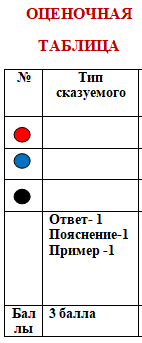 ОЦЕНОЧНАЯ
ТАБЛИЦА
№ Тип
сказуемого
Ответ- 1
Пояснение-1
Пример -1
Бал 3 балла
лы